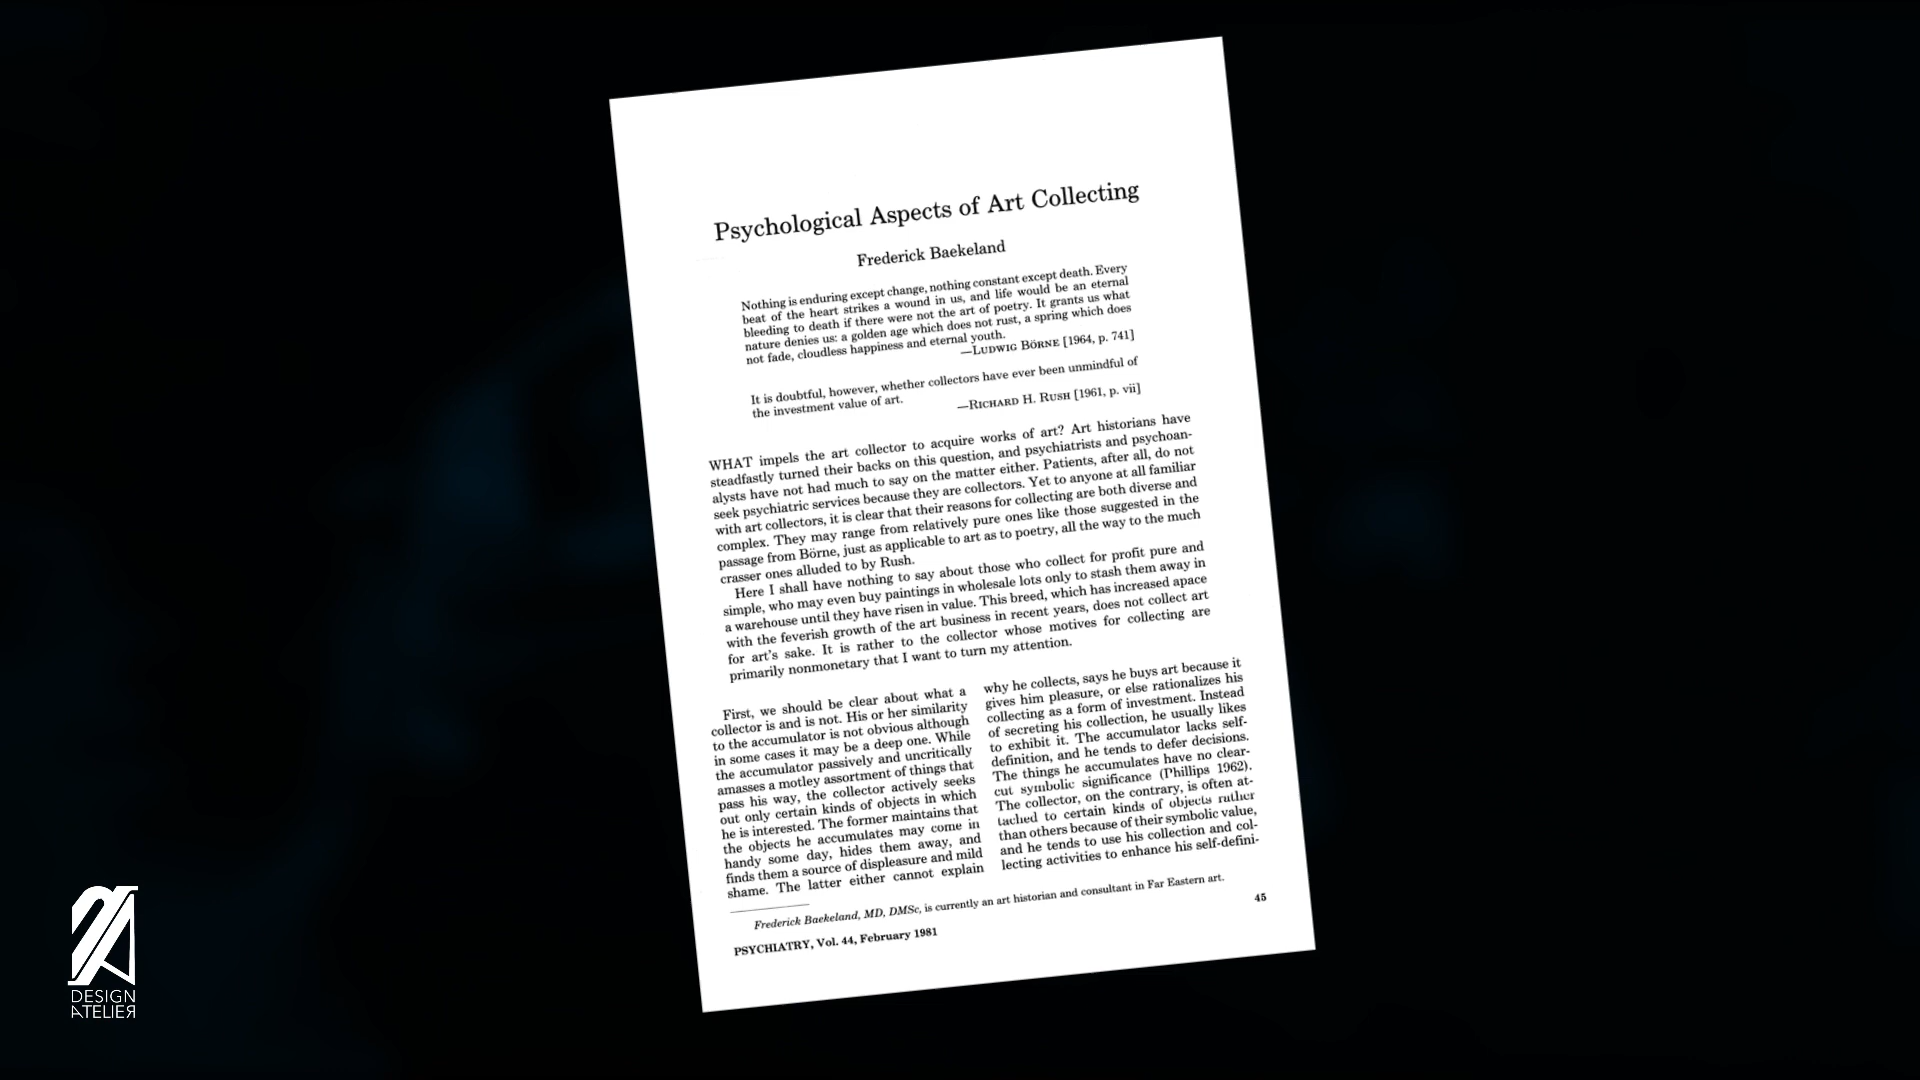 Psychological Aspects of Art Collecting
Frederick Baekeland
Nothing is enduring except change, nothing constant except death. Every
beat of the heart strikes a wound in us, and life would be an eternal
bleeding to death if there were not the art of poetry. It grants us what
nature denies us: a golden age which does not rust, a spring which does
not fade, cloudless happiness and eternal youth.
—LUDWIG BÖRNE [1964, p. 741]
It is doubtful, however, whether collectors have ever been unmindful of
the investment value of art.
—RICHARD H. RUSH [1961, p. vii]
WHAT impels the art collector to acquire works of art? Art historians have
steadfastly turned their backs on this question, and psychiatrists and psychoan-
alysts have not had much to say on the matter either. Patients, after all, do not
seek psychiatric services because they are collectors. Yet to anyone at all familiar
with art collectors, it is clear that their reasons for collecting are both diverse and
complex. They may range from relatively pure ones like those suggested in the
passage from Börne, just as applicable to art as to poetry, all the way to the much
crasser ones alluded to by Rush.
Here I shall have nothing to say about those who collect for profit pure and
simple, who may even buy paintings in wholesale lots only to stash them away in
a warehouse until they have risen in value. This breed, which has increased apace
with the feverish growth of the art business in recent years, does not collect art
for art's sake. It is rather to the collector whose motives for collecting are
primarily nonmonetary that I want to turn my attention.
First, we should be clear about what a
collector is and is not. His or her similarity
to the accumulator is not obvious although
in some cases it may be a deep one. While
the accumulator passively and uncritically
amasses a motley assortment of things that
pass his way, the collector actively seeks
out only certain kinds of objects in which
he is interested. The former maintains that
the objects he accumulates may come in
handy some day, hides them away, and
finds them a source of displeasure and mild
shame. The latter either cannot explain
why he collects, says he buys art because it
gives him pleasure, or else rationalizes his
collecting as a form of investment. Instead
of secreting his collection, he usually likes
to exhibit it. The accumulator lacks self-
definition, and he tends to defer decisions.
The things he accumulates have no clear-
cut symbolic significance (Phillips 1962).
The collector, on the contrary, is often at-
tached to certain kinds of objects rather
than others because of their symbolic value,
and he tends to use his collection and col-
lecting activities to enhance his self-defini-
Frederick Baekeland, MD, DMSc, is currently an art historian and consultant in Far Eastern art.
45
PSYCHIATRY, Vol. 44, February 1981
2A
DESIGN
ATELIER